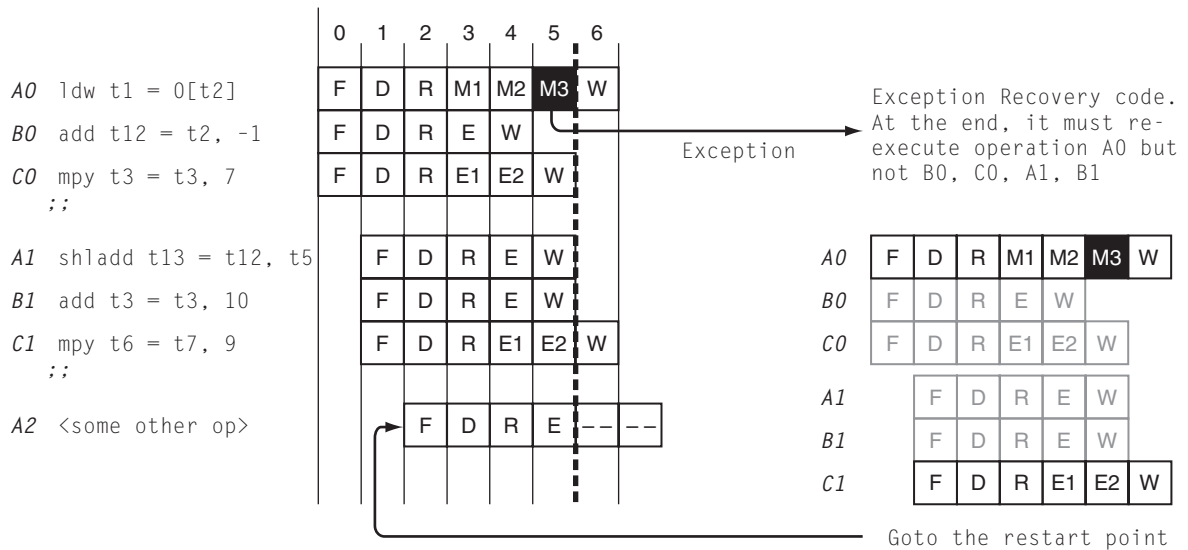 0 1 2 3 4 5 6
A0 ldw t1 = 0[t2] F D R M1 M2 M3 W
B0 add t12 = t2, -1 F D R E W
C0 mpy t3 = t3, 7 F D R E1 E2 W
;;
Exception
Exception Recovery code.
At the end, it must re-
execute operation A0 but
not B0, C0, A1, B1
A1 shladd t13 = t12, t5 F D R E W
B1 add t3 = t3, 10 F D R E W
C1 mpy t6 = t7, 9 F D R E1 E2 W
;;
A2 <some other op> F D R E -- --
A0 F D R M1 M2 M3 W
B0 F D R E W
C0 F D R E1 E2 W
A1 F D R E W
B1 F D R E W
C1 F D R E1 E2 W
Goto the restart point